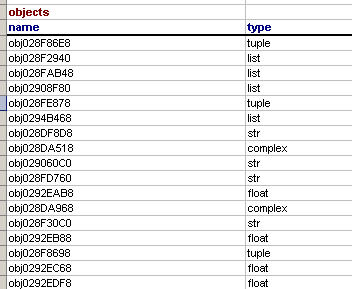 objects
name type
obj028F86E8 tuple
obj028F2940 list
obj028FAB48 list
obj02908F80 list
obj028FE878 tuple
obj0294B468 list
obj028DF8D8 str
obj028DA518 complex
obj029060C0 str
obj028FD760 str
obj0292EAB8 float
obj028DA968 complex
obj028F30C0 str
obj0292EB88 float
obj028F8698 tuple
obj0292EC68 float
obj0292EDF8 float